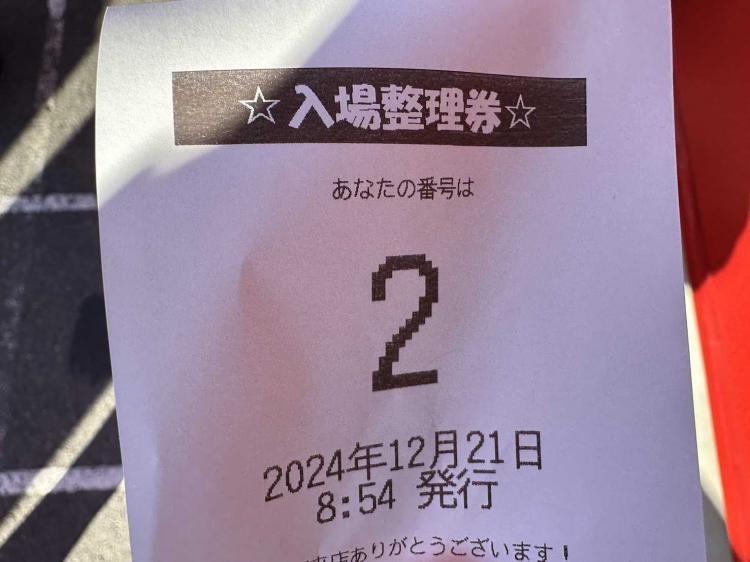 ☆入場整理券☆
あなたの番号は
2
2024年12月21日
8:54 発行
来店ありがとうございます!